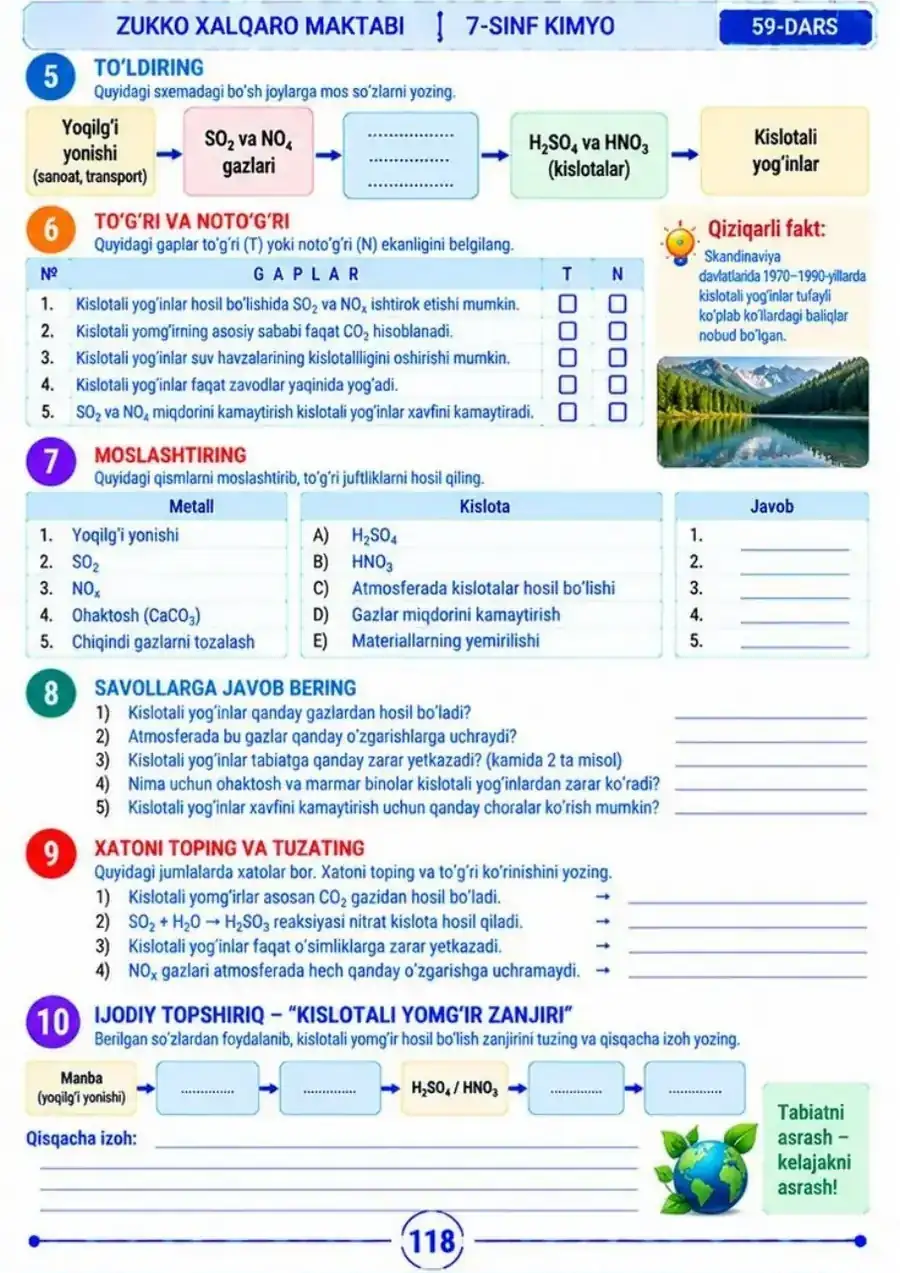 ZUKKO XALQARO MAKTABI 7-SINF KIMYO 59-DARS
5 TO'LDIRING
Quyidagi sxemadagi bo'sh joylarga mos so'zlarni yozing.
Yoqilg'i yonishi (sanoat, transport)
SO₂ va NO₄ gazlari
....................
....................
....................
H₂SO₄ va HNO₃ (kislotalar)
Kislotali yog'inlar
6 TO'G'RI VA NOTO'G'RI
Quyidagi gaplar to'g'ri (T) yoki noto'g'ri (N) ekanligini belgilang.
№ GAPLAR T N
1. Kislotali yog'inlar hosil bo'lishida SO₂ va NOₓ ishtirok etishi mumkin.
2. Kislotali yomg'irning asosiy sababi faqat CO₂ hisoblanadi.
3. Kislotali yog'inlar suv havzalarining kislotallligini oshirishi mumkin.
4. Kislotali yog'inlar faqat zavodlar yaqinida yog'adi.
5. SO₂ va NO₄ miqdorini kamaytirish kislotali yog'inlar xavfini kamaytiradi.
Qiziqarli fakt:
Skandinaviya
davlatlarida 1970–1990-yillarda
kislotali yog'inlar tufayli
ko'plab ko'llardagi baliqlar
nobud bo'lgan.
7 MOSLASHTIRING
Quyidagi qismlarni moslashtirib, to'g'ri juftliklarni hosil qiling.
Metall
1. Yoqilg'i yonishi
2. SO₂
3. NOₓ
4. Ohaktosh (CaCO₃)
5. Chiqindi gazlarni tozalash
Kislota
A) H₂SO₄
B) HNO₃
C) Atmosferada kislotalar hosil bo'lishi
D) Gazlar miqdorini kamaytirish
E) Materiallarning yemirilishi
Javob
1.
2.
3.
4.
5.
8 SAVOLLARGA JAVOB BERING
1) Kislotali yog'inlar qanday gazlardan hosil bo'ladi?
2) Atmosferada bu gazlar qanday o'zgarishlarga uchraydi?
3) Kislotali yog'inlar tabiatga qanday zarar yetkazadi? (kamida 2 ta misol)
4) Nima uchun ohaktosh va marmar binolar kislotali yog'inlardan zarar ko'radi?
5) Kislotali yog'inlar xavfini kamaytirish uchun qanday choralar ko'rish mumkin?
9 XATONI TOPING VA TUZATING
Quyidagi jumlalarda xatolar bor. Xatoni toping va to'g'ri ko'rinishini yozing.
1) Kislotali yomg'irlar asosan CO₂ gazidan hosil bo'ladi. →
2) SO₂ + H₂O → H₂SO₃ reaksiyasi nitrat kislota hosil qiladi. →
3) Kislotali yog'inlar faqat o'simliklarga zarar yetkazadi. →
4) NOₓ gazlari atmosferada hech qanday o'zgarishga uchramaydi. →
10 IJODIY TOPSHIRIQ – "KISLOTALI YOMG'IR ZANJIRI"
Berilgan so'zlardan foydalanib, kislotali yomg'ir hosil bo'lish zanjirini tuzing va qisqacha izoh yozing.
Manba (yoqilg'i yonishi)
.............
.............
H₂SO₄ / HNO₃
.............
.............
Qisqacha izoh:
Tabiatni
asrash –
kelajakni
asrash!
118